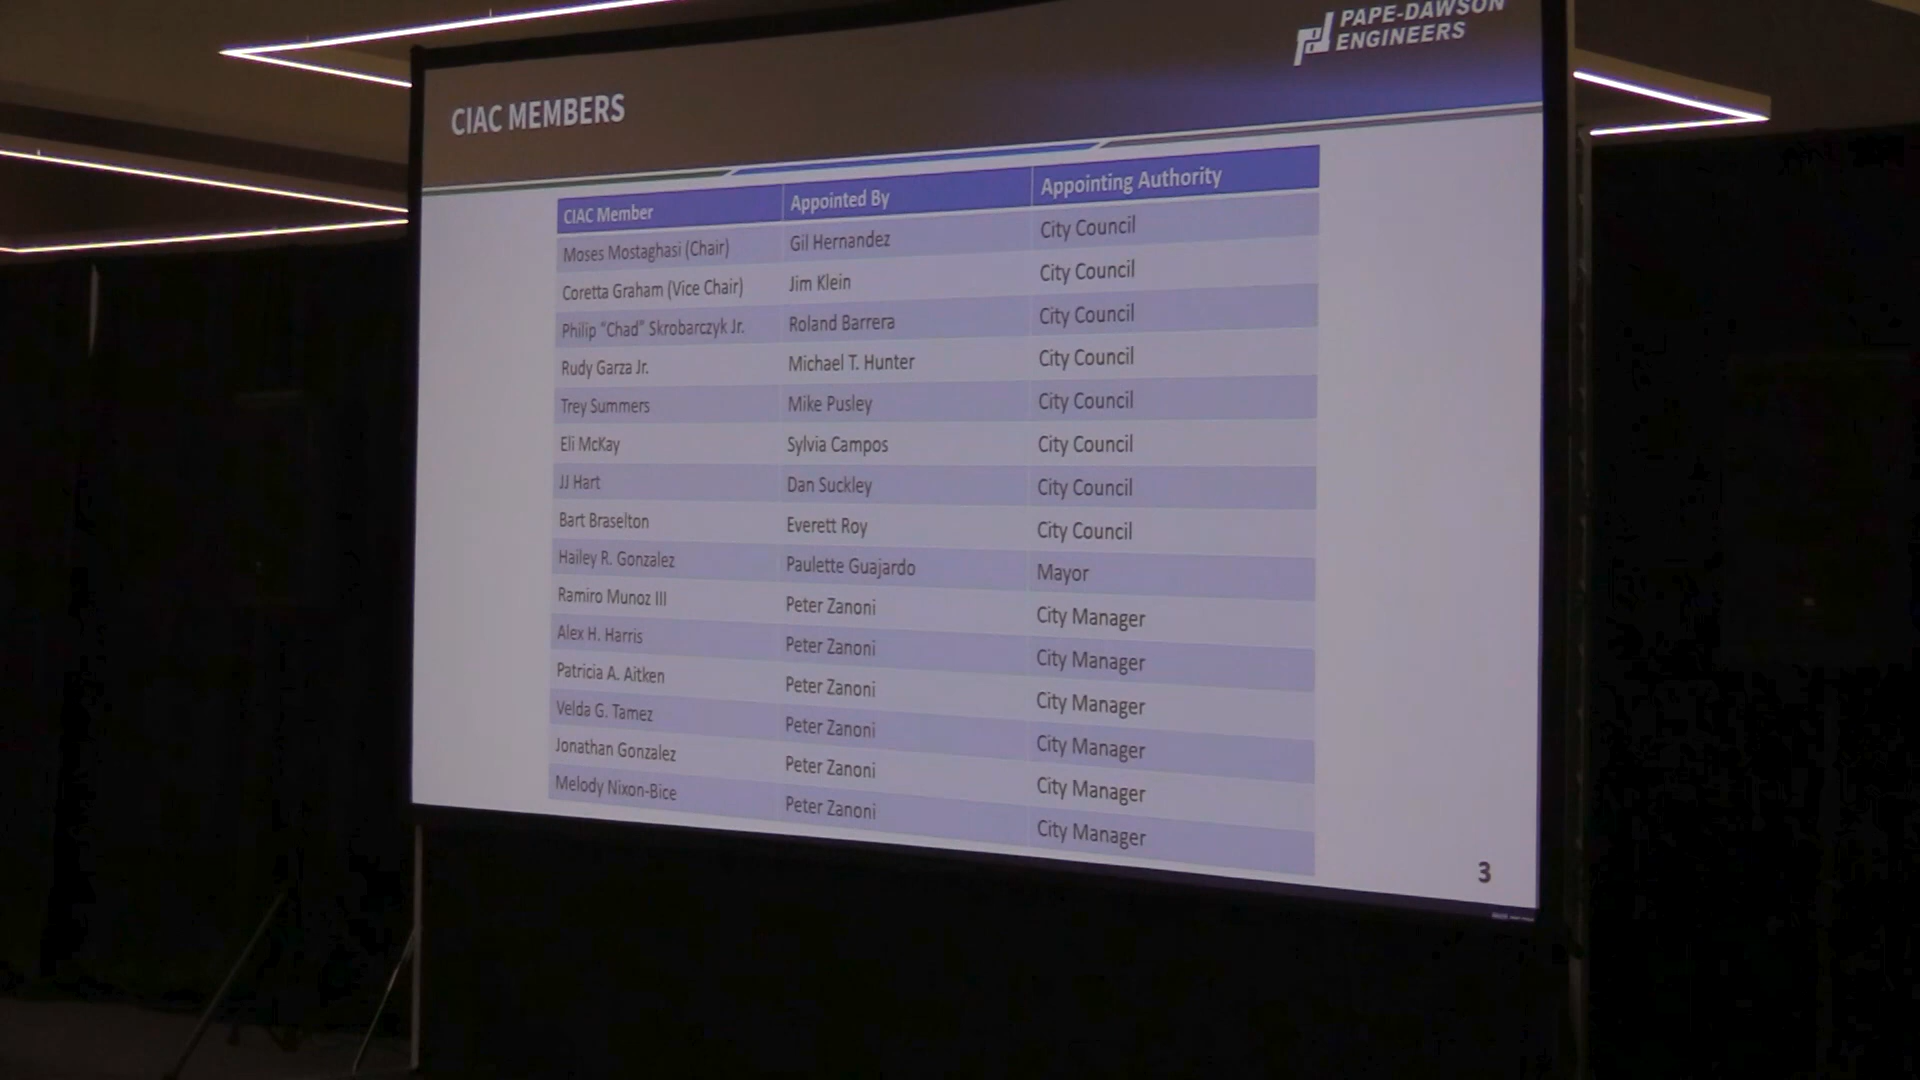 PAPE-DAWSON
ENGINEERS
CIAC MEMBERS
CIAC Member Appointed By Appointing Authority
Moses Mostaghasi (Chair) Gil Hernandez City Council
Coretta Graham (Vice Chair) Jim Klein City Council
Philip “Chad” Skrobarczyk Jr. Roland Barrera City Council
Rudy Garza Jr. Michael T. Hunter City Council
Trey Summers Mike Pusley City Council
Eli McKay Sylvia Campos City Council
JJ Hart Dan Suckley City Council
Bart Braselton Everett Roy City Council
Hailey R. Gonzalez Paulette Guajardo Mayor
Ramiro Munoz III Peter Zanoni City Manager
Alex H. Harris Peter Zanoni City Manager
Patricia A. Aitken Peter Zanoni City Manager
Velda G. Tamez Peter Zanoni City Manager
Jonathan Gonzalez Peter Zanoni City Manager
Melody Nixon-Bice Peter Zanoni City Manager
3